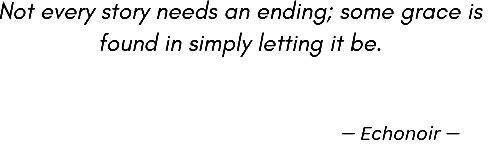 Not every story needs an ending; some grace is
found in simply letting it be.
— Echonoir —